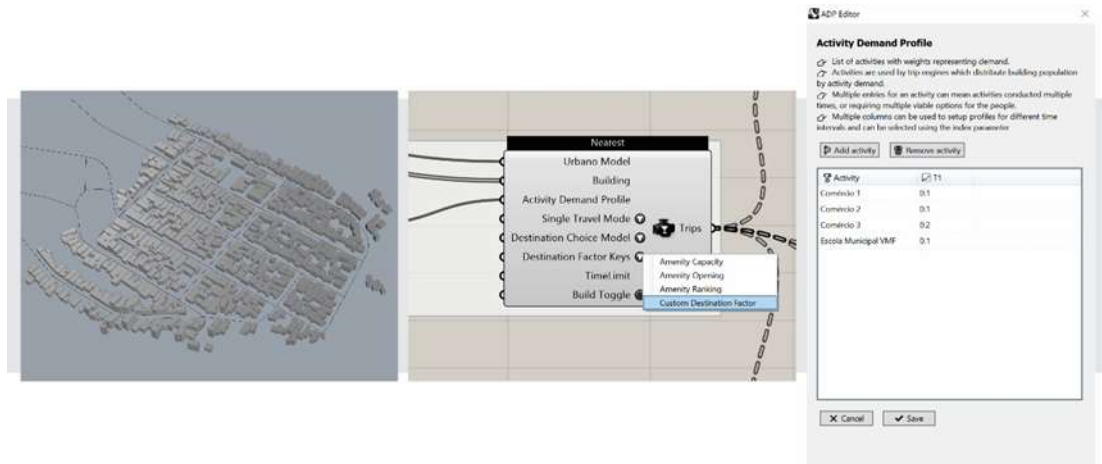 Nearest
Urbano Model
Building
Activity Demand Profile
Single Travel Mode
Destination Choice Model
Destination Factor Keys
TimeLimit
Build Toggle
Trips
Amenity Capacity
Amenity Opening
Amenity Ranking
Custom Destination Factor
ADP Editor
Activity Demand Profile
List of activities with weights representing demand.
Activities are used by trip engines which distribute building population
by activity demand.
Multiple entries for an activity can mean activities conducted multiple
times, or requiring multiple viable options for the people.
Multiple columns can be used to setup profiles for different time
intervals and can be selected using the index parameter
Add activity Remove activity
Activity T1
Comércio 1 0.1
Comércio 2 0.1
Comércio 3 0.2
Escola Municipal VMF 0.1
Cancel Save